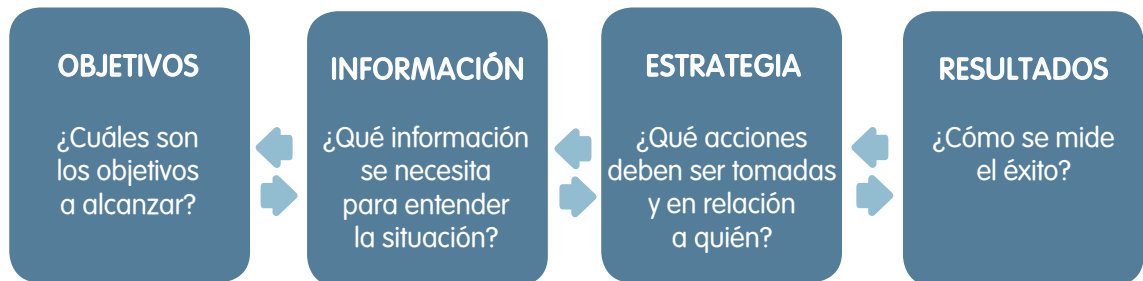 OBJETIVOS
¿Cuáles son
los objetivos
a alcanzar?
INFORMACIÓN
¿Qué información
se necesita
para entender
la situación?
ESTRATEGIA
¿Qué acciones
deben ser tomadas
y en relación
a quién?
RESULTADOS
¿Cómo se mide
el éxito?